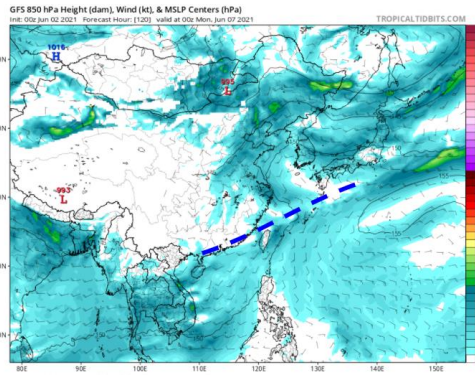 GFS 850 hPa Height (dam), Wind (kt), & MSLP Centers (hPa)
Init: 00z Jun 02 2021 Forecast Hour: [120] valid at 00z Mon, Jun 07 2021 TROPICALTIDBITS.COM
1016
H
995
L
993
L
155
80E 90E 100E 110E 120E 130E 140E 150E